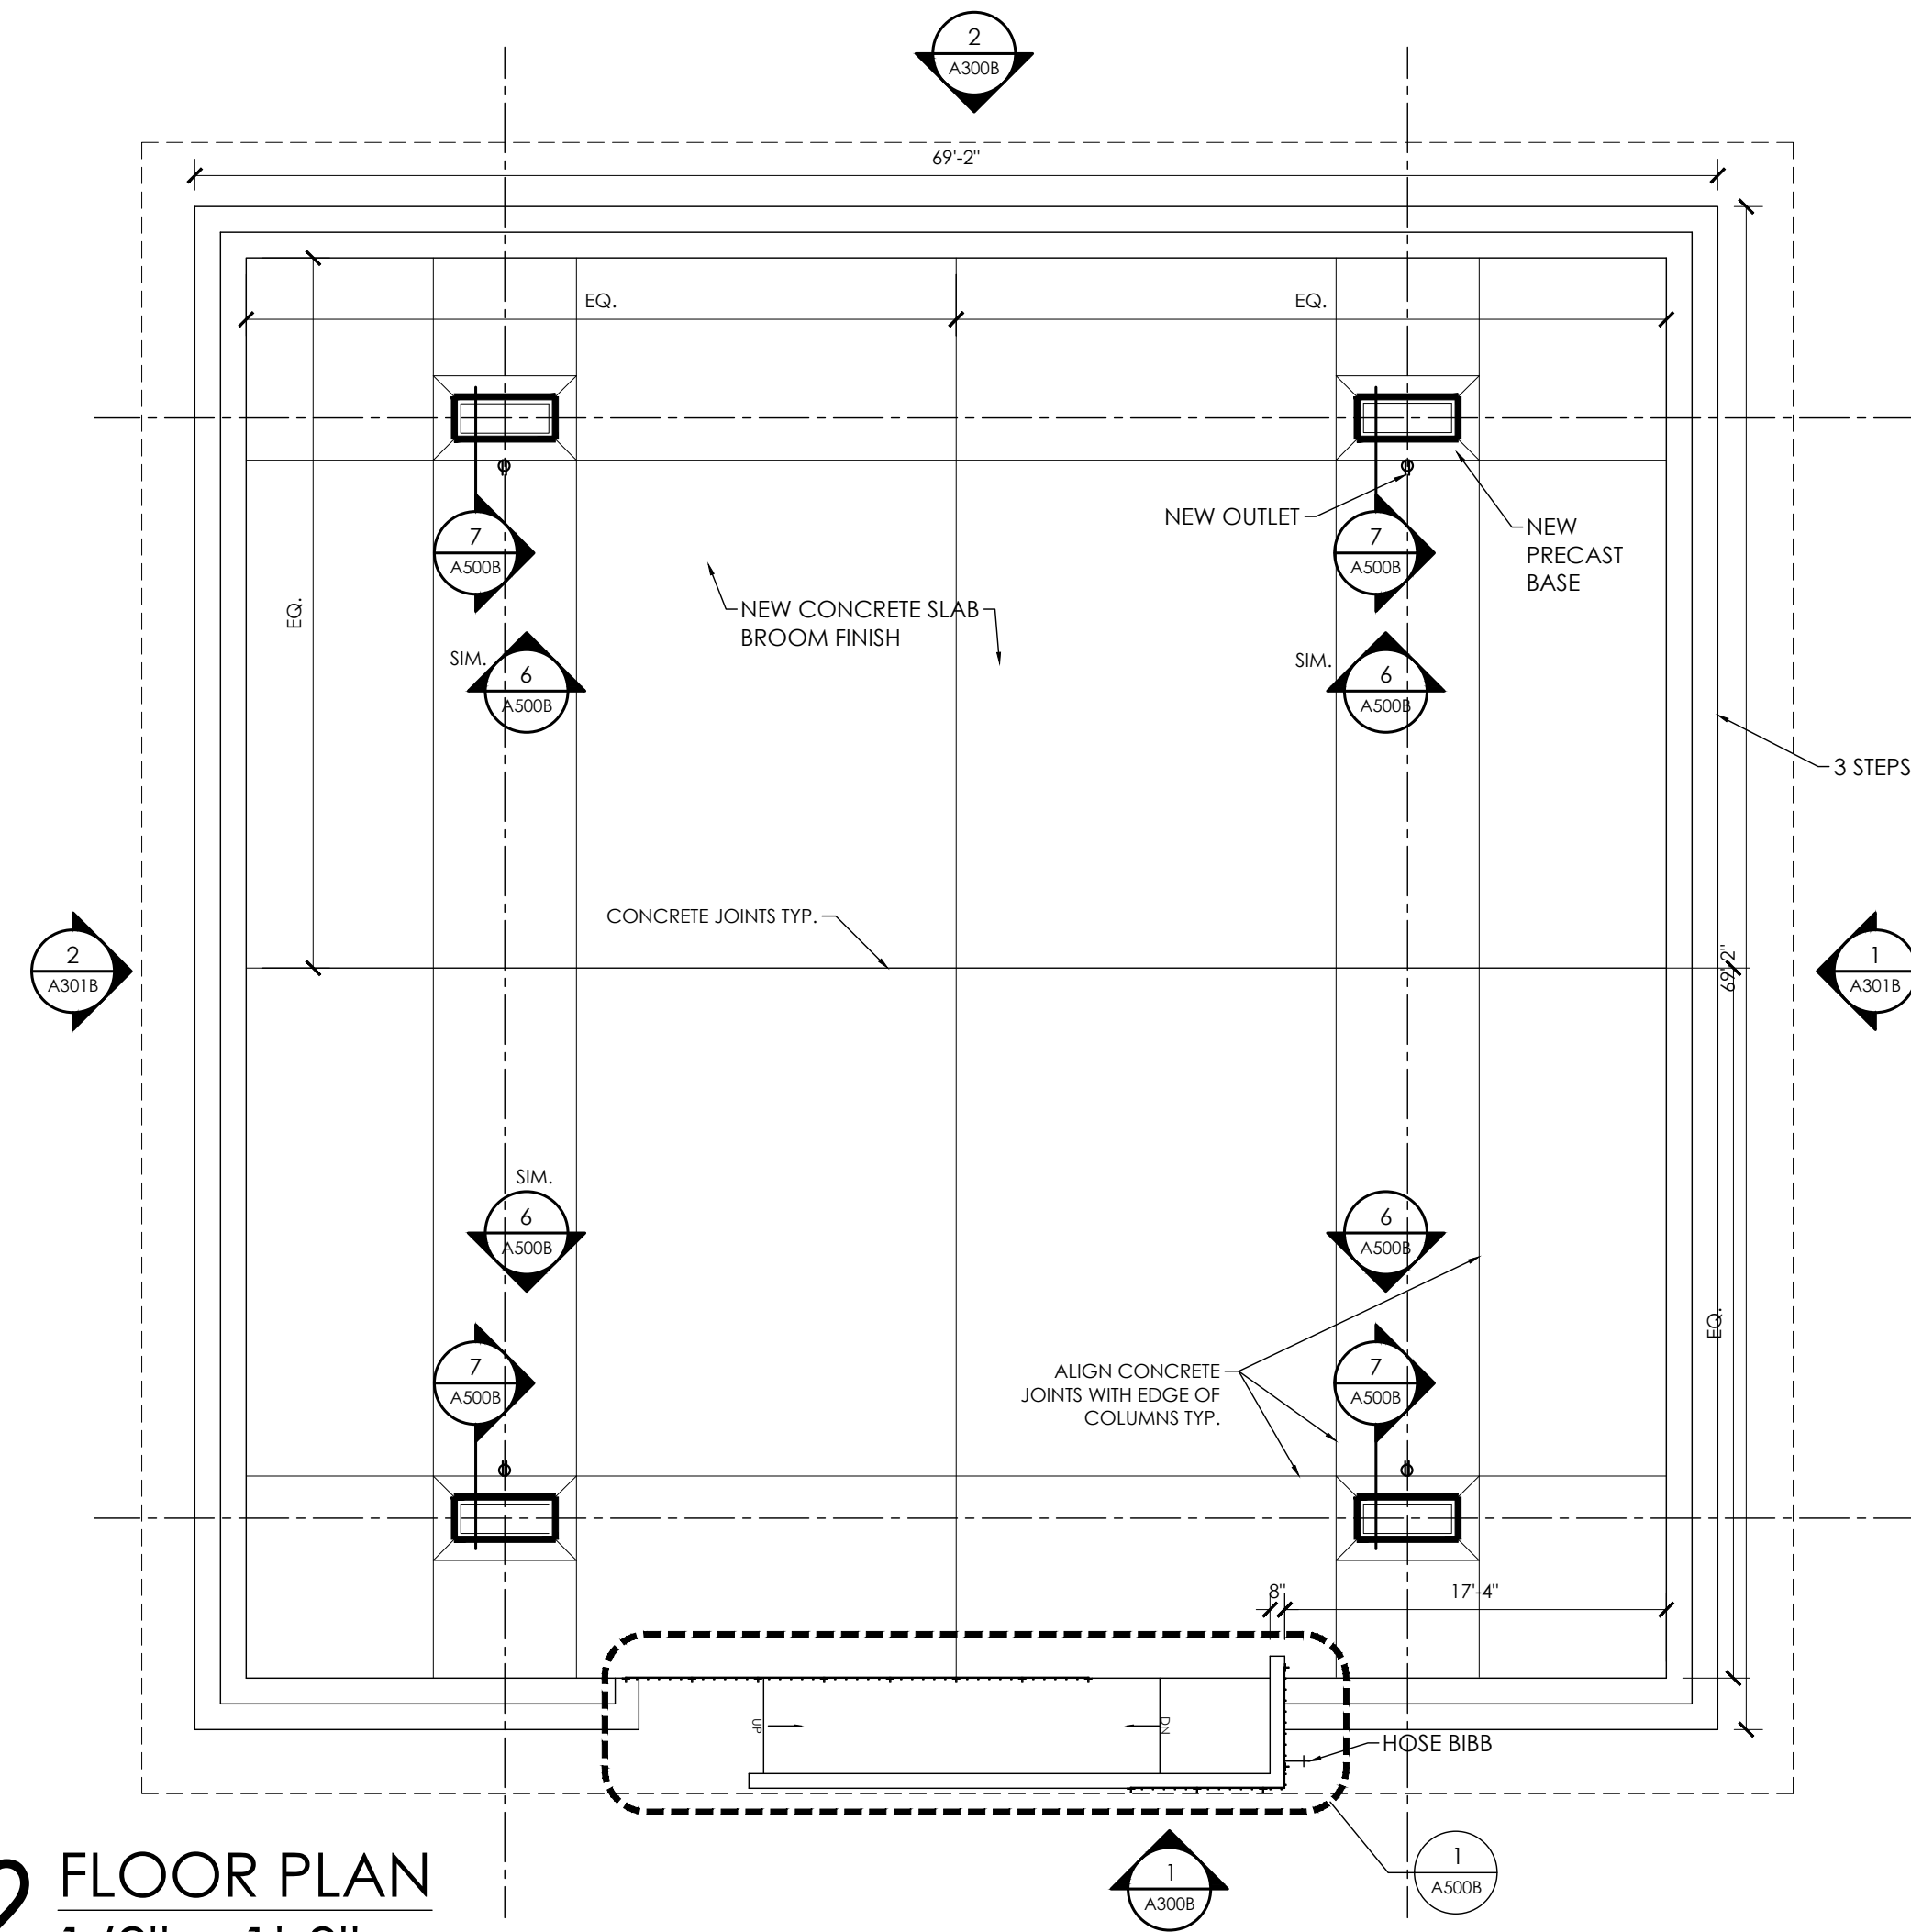 2
A300B
69'-2"
EQ.
EQ.
NEW OUTLET
NEW
PRECAST
BASE
7
A500B
7
A500B
EQ.
NEW CONCRETE SLAB
BROOM FINISH
SIM.
6
A500B
SIM.
6
A500B
3 STEPS
CONCRETE JOINTS TYP.
2
A301B
69'-2"
1
A301B
SIM.
6
A500B
6
A500B
EQ.
7
A500B
ALIGN CONCRETE
JOINTS WITH EDGE OF
COLUMNS TYP.
7
A500B
8"
17'-4"
UP
DN
HOSE BIBB
1
A300B
1
A500B
2
FLOOR PLAN